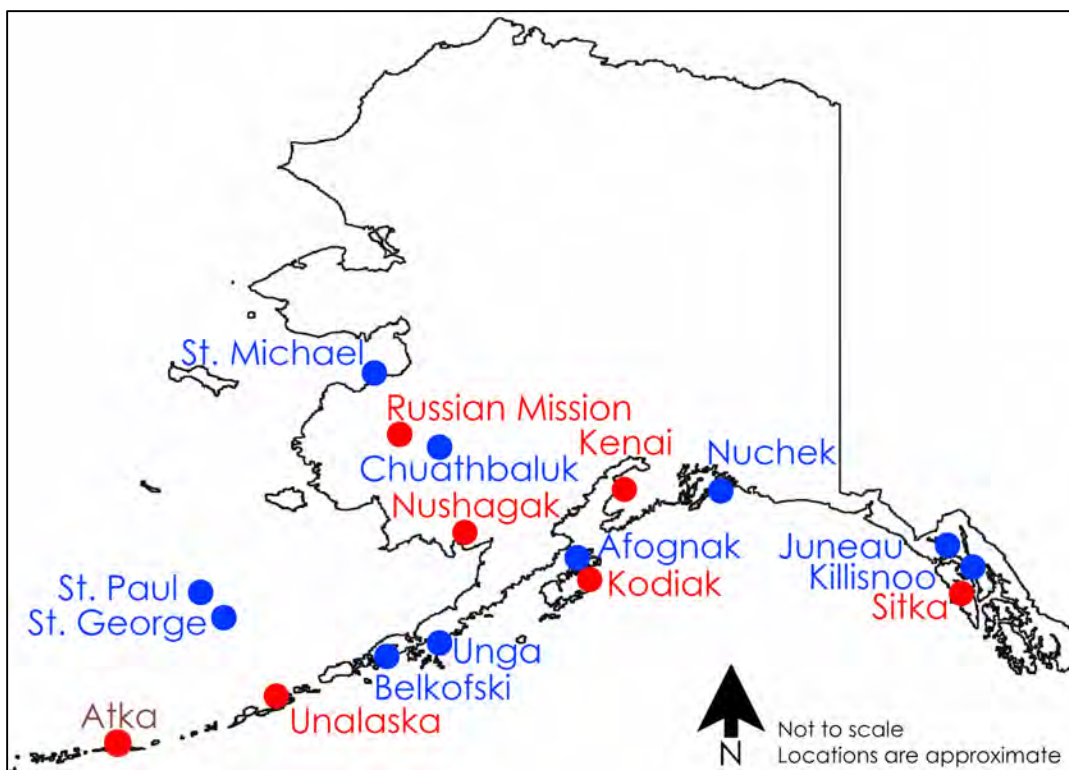 St. Michael
Russian Mission
Kenai
Chuathbaluk
Nuchek
Nushagak
Afognak
Juneau
Kodiak
Killisnoo
Sitka
St. Paul
St. George
Unga
Belkofski
Atka
Unalaska
N
Not to scale
Locations are approximate